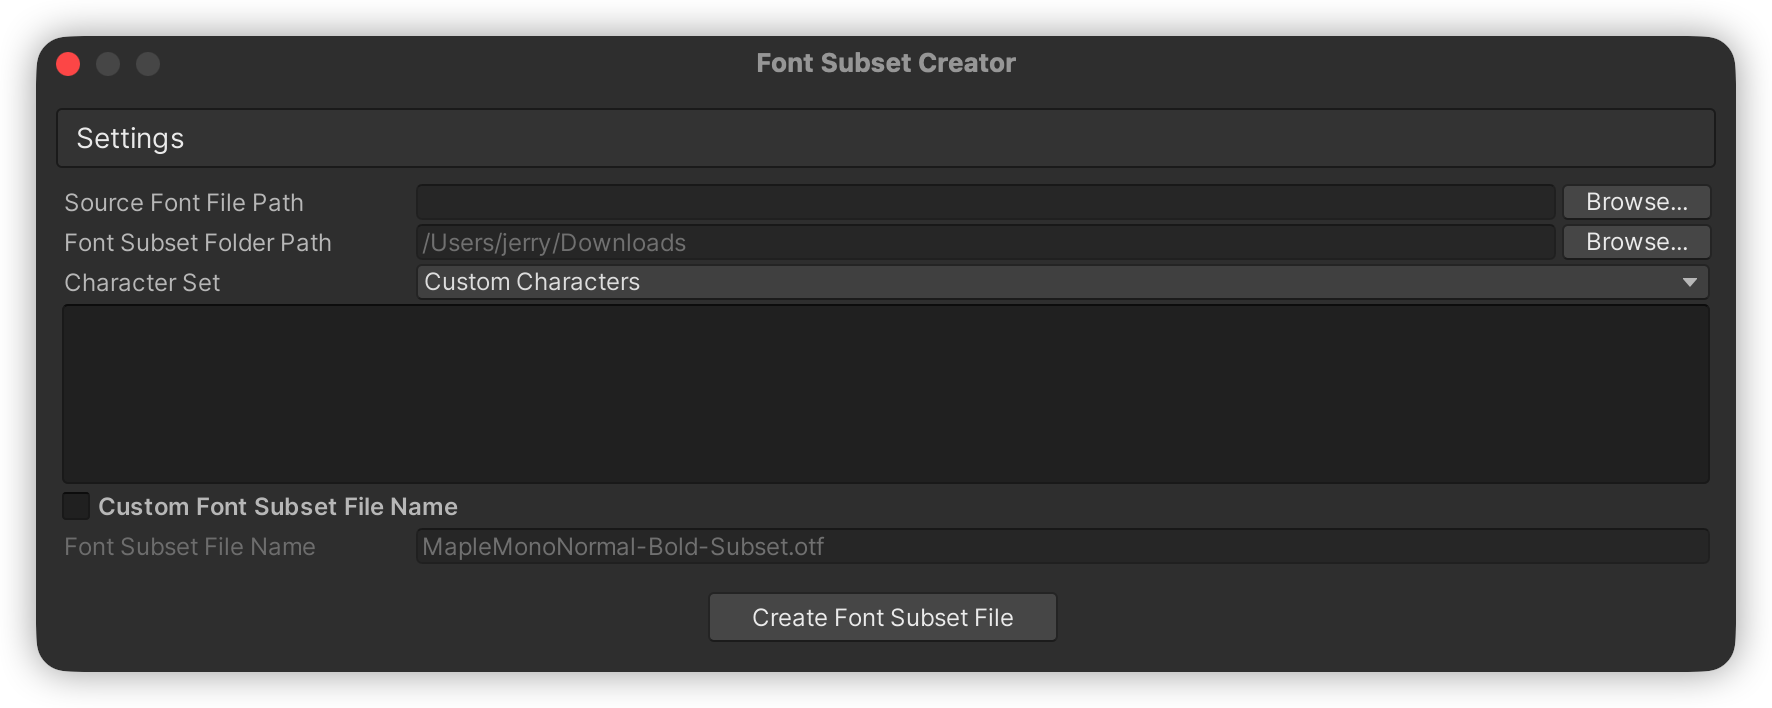 Font Subset Creator
Settings
Source Font File Path Browse...
Font Subset Folder Path /Users/jerry/Downloads Browse...
Character Set Custom Characters
Custom Font Subset File Name
Font Subset File Name MapleMonoNormal-Bold-Subset.otf
Create Font Subset File